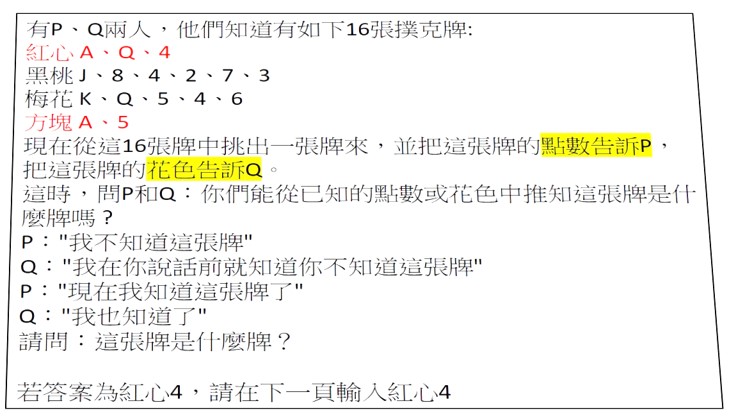 有P、Q兩人，他們知道有如下16張撲克牌:
紅心 A、Q、4
黑桃 J、8、4、2、7、3
梅花 K、Q、5、4、6
方塊 A、5
現在從這16張牌中挑出一張牌來，並把這張牌的點數告訴P，
把這張牌的花色告訴Q。
這時，問P和Q：你們能從已知的點數或花色中推知這張牌是什
麼牌嗎？
P："我不知道這張牌"
Q："我在你說話前就知道你不知道這張牌"
P："現在我知道這張牌了"
Q："我也知道了"
請問：這張牌是什麼牌？
若答案為紅心4，請在下一頁輸入紅心4